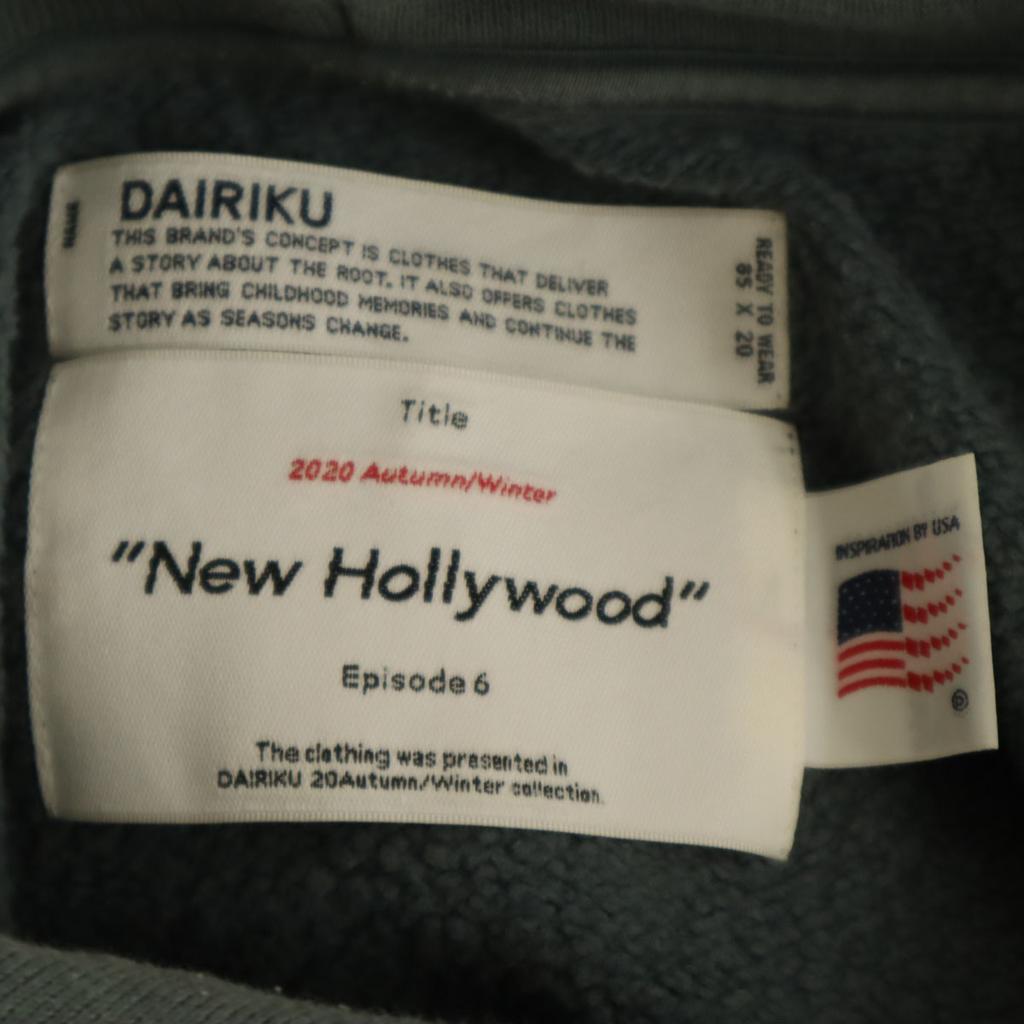 DAIRIKU
THIS BRAND'S CONCEPT IS CLOTHES THAT DELIVER
A STORY ABOUT THE ROOT. IT ALSO OFFERS CLOTHES
THAT BRING CHILDHOOD MEMORIES AND CONTINUE THE
STORY AS SEASONS CHANGE.
READY TO WEAR
85 X 20
Title
2020 Autumn/Winter
"New Hollywood"
Episode 6
The clothing was presented in
DAIRIKU 20Autumn/Winter collection.
INSPIRATION BY USA